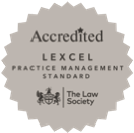 Accredited
LEXCEL
PRACTICE MANAGEMENT
STANDARD
The Law
Society